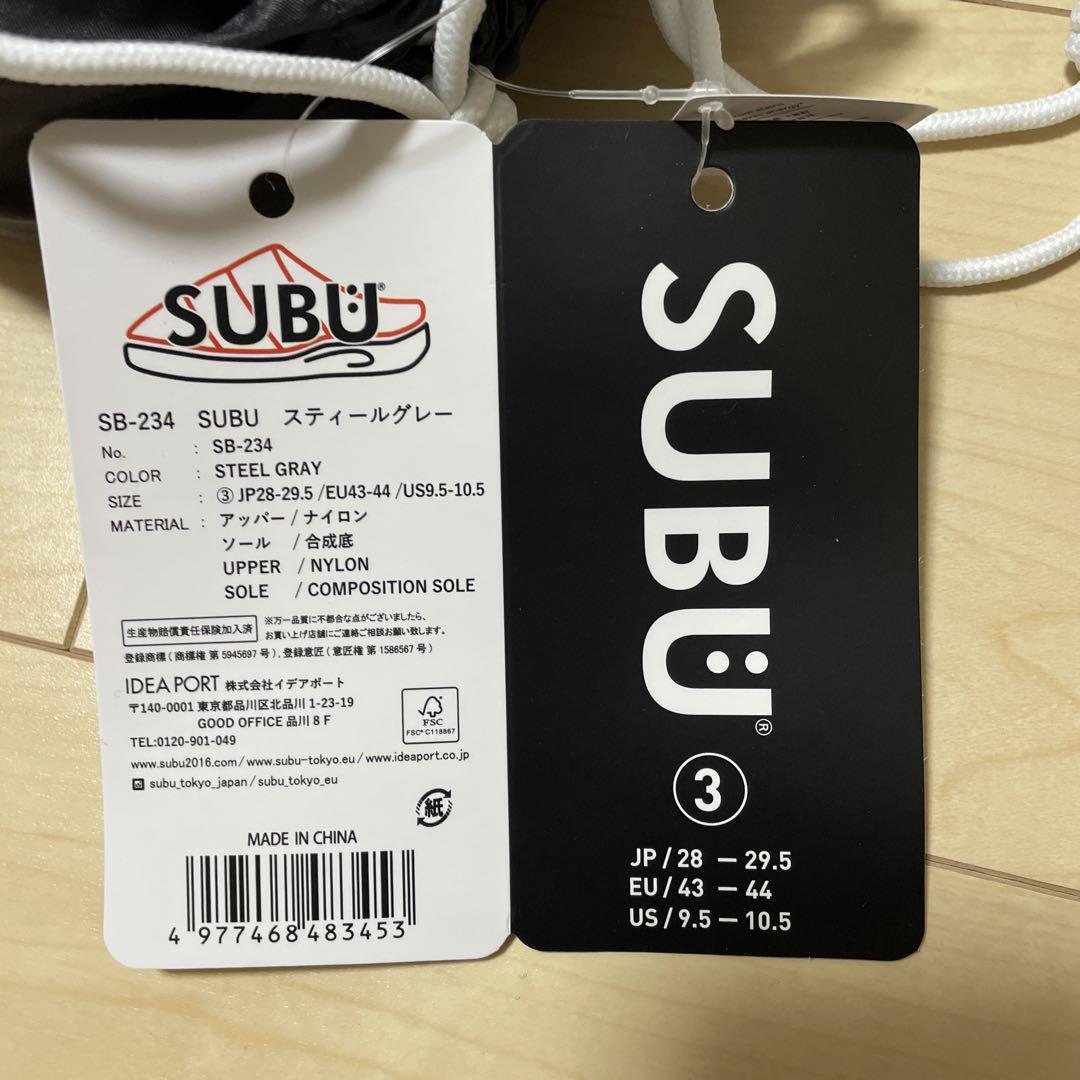 SUBU®
SB-234 SUBU スティールグレー
No. : SB-234
COLOR : STEEL GRAY
SIZE : ③ JP28-29.5 /EU43-44 /US9.5-10.5
MATERIAL : アッパー / ナイロン
ソール / 合成底
UPPER / NYLON
SOLE / COMPOSITION SOLE
生産物賠償責任保険加入済
※万一品質に不都合な点がございましたら、
お買い上げ店舗にご連絡ご相談お願い致します。
登録商標 ( 商標権 第 5945697 号 )、登録意匠 ( 意匠権 第 1586567 号 )
IDEA PORT 株式会社イデアポート
〒140-0001 東京都品川区北品川 1-23-19
GOOD OFFICE 品川 8 F
TEL:0120-901-049
FSC
FSC® C118867
www.subu2016.com / www.subu-tokyo.eu / www.ideaport.co.jp
subu_tokyo_japan / subu_tokyo_eu
紙
MADE IN CHINA
4 977468 483453
SUBU®
③
JP / 28 — 29.5
EU / 43 — 44
US / 9.5 — 10.5